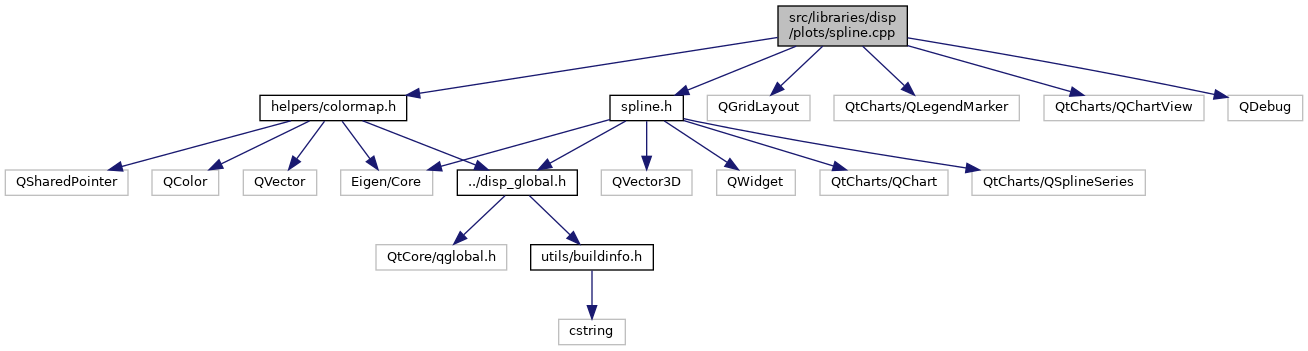 src/libraries/disp
/plots/spline.cpp
helpers/colormap.h
spline.h
QGridLayout
QtCharts/QLegendMarker
QtCharts/QChartView
QDebug
QSharedPointer
QColor
QVector
Eigen/Core
../disp_global.h
QVector3D
QWidget
QtCharts/QChart
QtCharts/QSplineSeries
QtCore/qglobal.h
utils/buildinfo.h
cstring